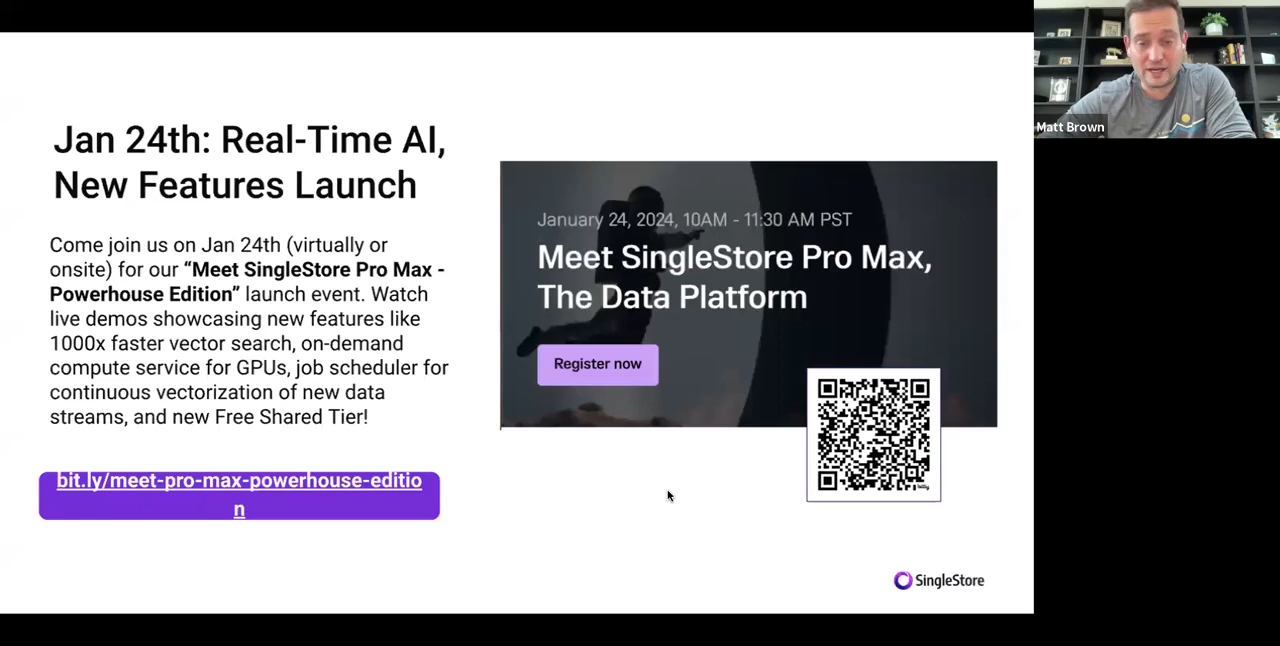 Jan 24th: Real-Time AI,
New Features Launch
Come join us on Jan 24th (virtually or
onsite) for our “Meet SingleStore Pro Max -
Powerhouse Edition” launch event. Watch
live demos showcasing new features like
1000x faster vector search, on-demand
compute service for GPUs, job scheduler for
continuous vectorization of new data
streams, and new Free Shared Tier!
bit.ly/meet-pro-max-powerhouse-editio
n
January 24, 2024, 10AM - 11:30 AM PST
Meet SingleStore Pro Max,
The Data Platform
Register now
SingleStore
Matt Brown